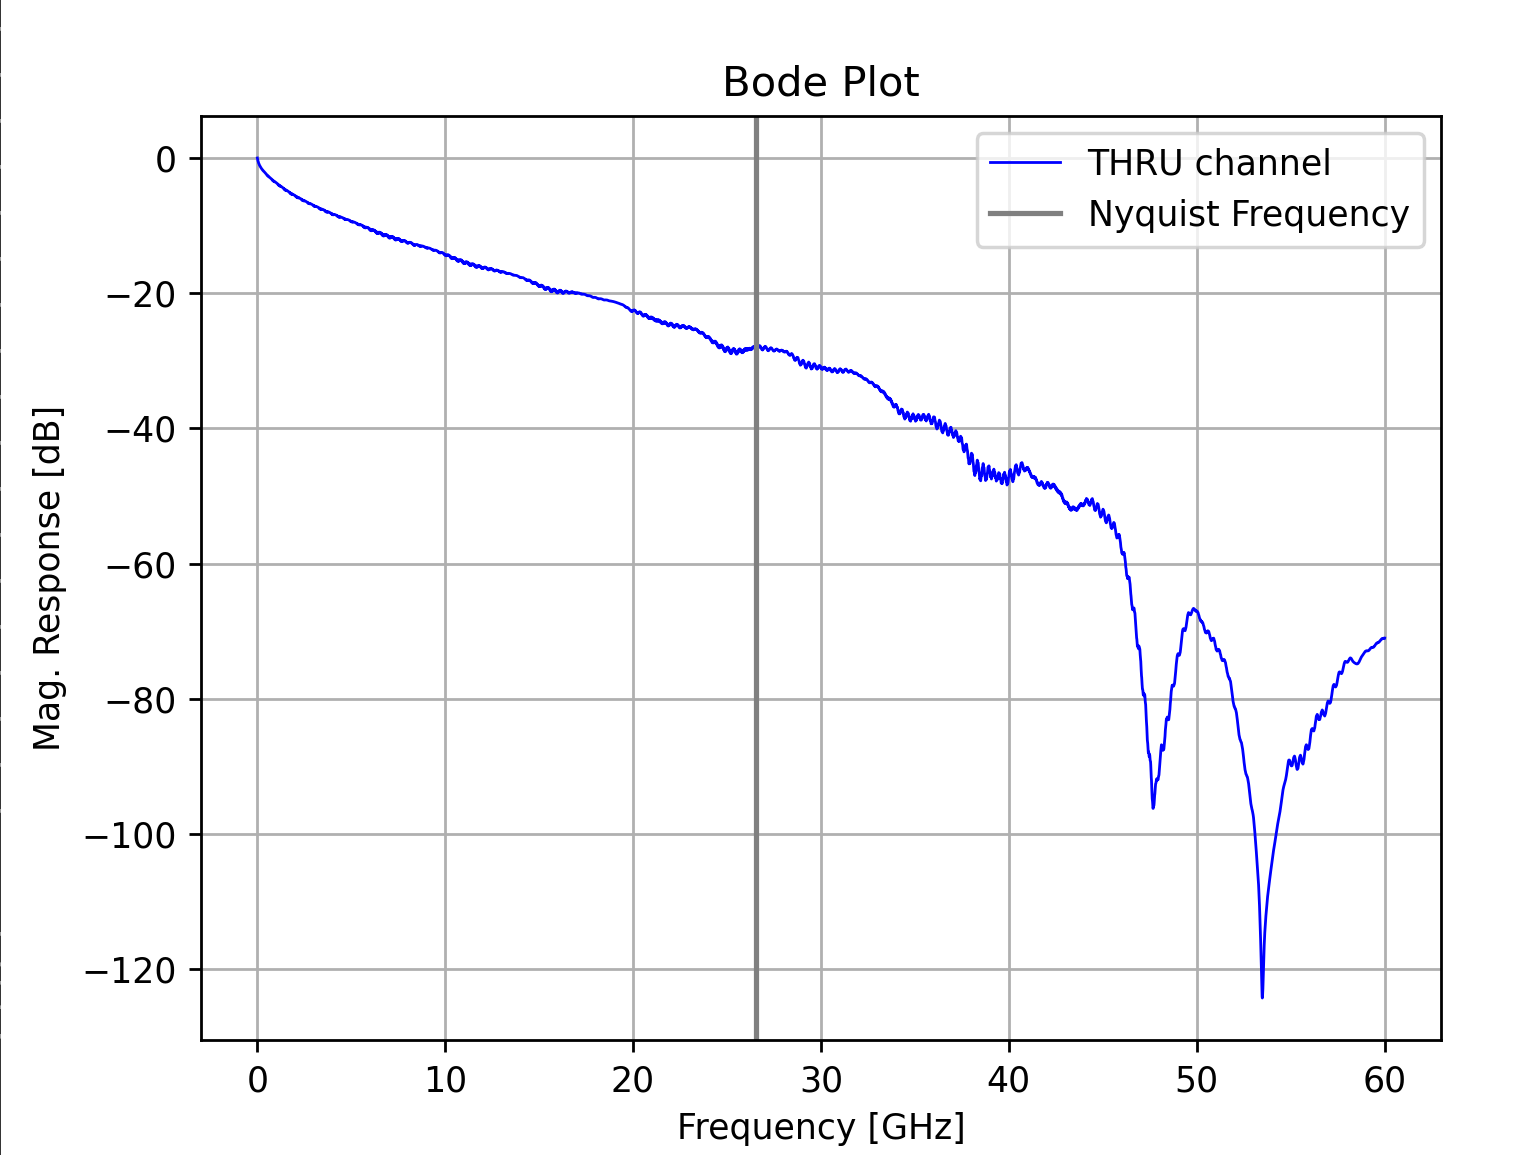 Bode Plot
THRU channel
Nyquist Frequency
Mag. Response [dB]
0
−20
−40
−60
−80
−100
−120
0 10 20 30 40 50 60
Frequency [GHz]